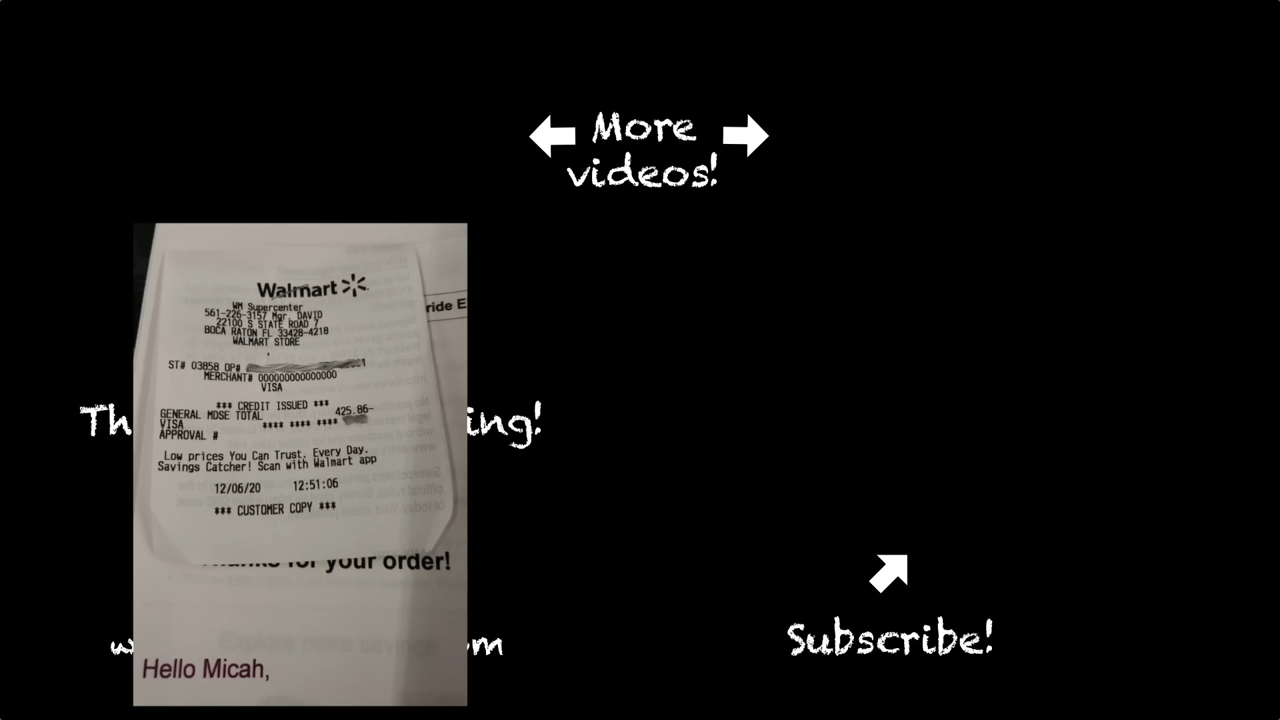 More
videos!
Walmart
WM Supercenter
561-226-3157 Mgr. DAVID
22100 S STATE ROAD 7
BOCA RATON FL 33428-4218
WALMART STORE
ride E
ST# 03858 OP#
MERCHANT# 000000000000000
VISA
*** CREDIT ISSUED ***
GENERAL MDSE TOTAL 425.86-
VISA **** **** ****
APPROVAL #
Th ing!
Low prices You Can Trust. Every Day.
Savings Catcher! Scan with Walmart app
12/06/20 12:51:06
*** CUSTOMER COPY ***
for your order!
Subscribe!
w m
Hello Micah,